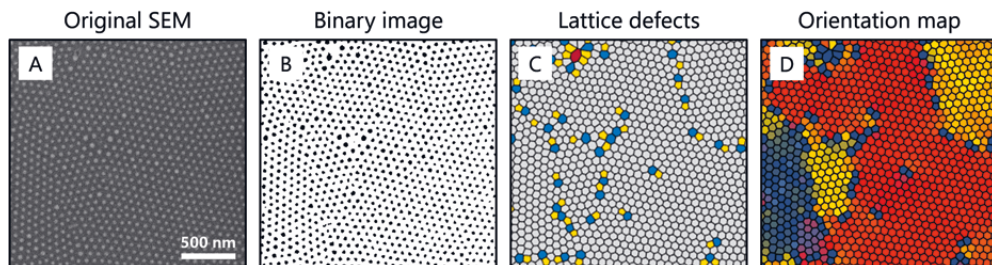 Original SEM
Binary image
Lattice defects
Orientation map
A
B
C
D
500 nm